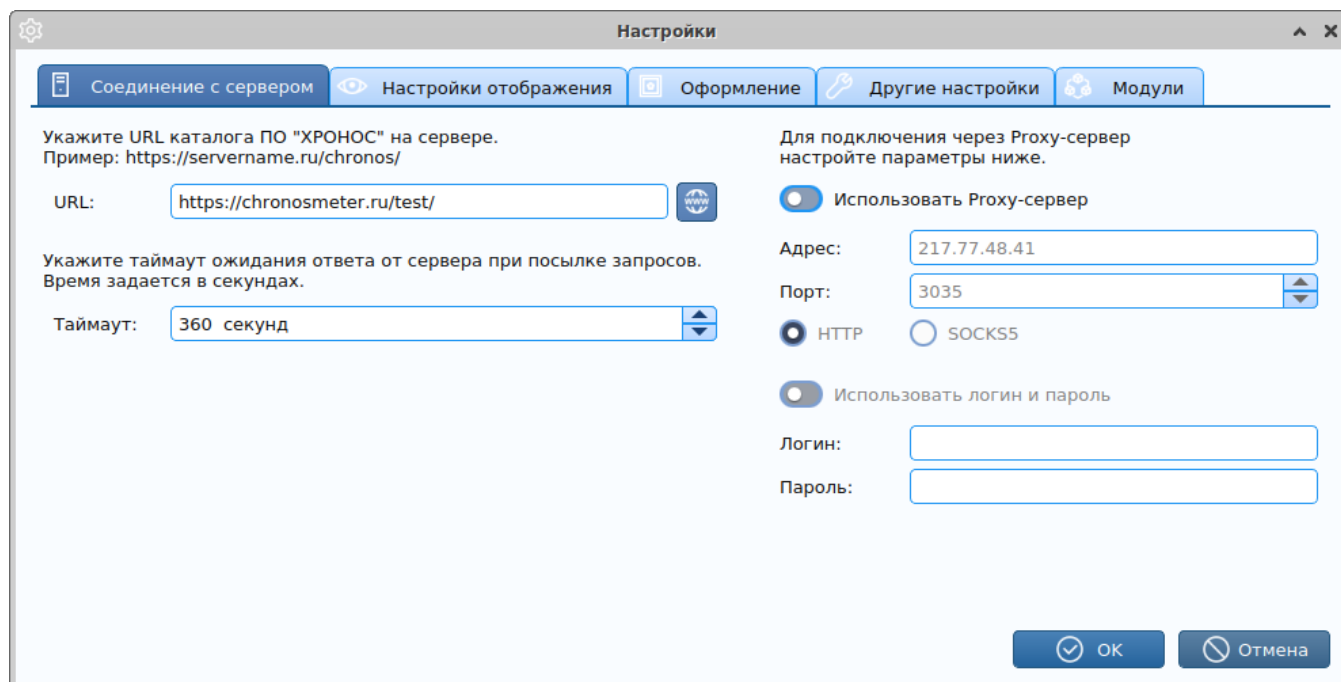 Настройки
Соединение с сервером
Настройки отображения
Оформление
Другие настройки
Модули
Укажите URL каталога ПО "ХРОНОС" на сервере.
Пример: https://servername.ru/chronos/
URL:
https://chronosmeter.ru/test/
www
Укажите таймаут ожидания ответа от сервера при посылке запросов.
Время задается в секундах.
Таймаут:
360 секунд
Для подключения через Proxy-сервер
настройте параметры ниже.
Использовать Proxy-сервер
Адрес:
217.77.48.41
Порт:
3035
HTTP
SOCKS5
Использовать логин и пароль
Логин:
Пароль:
OK
Отмена